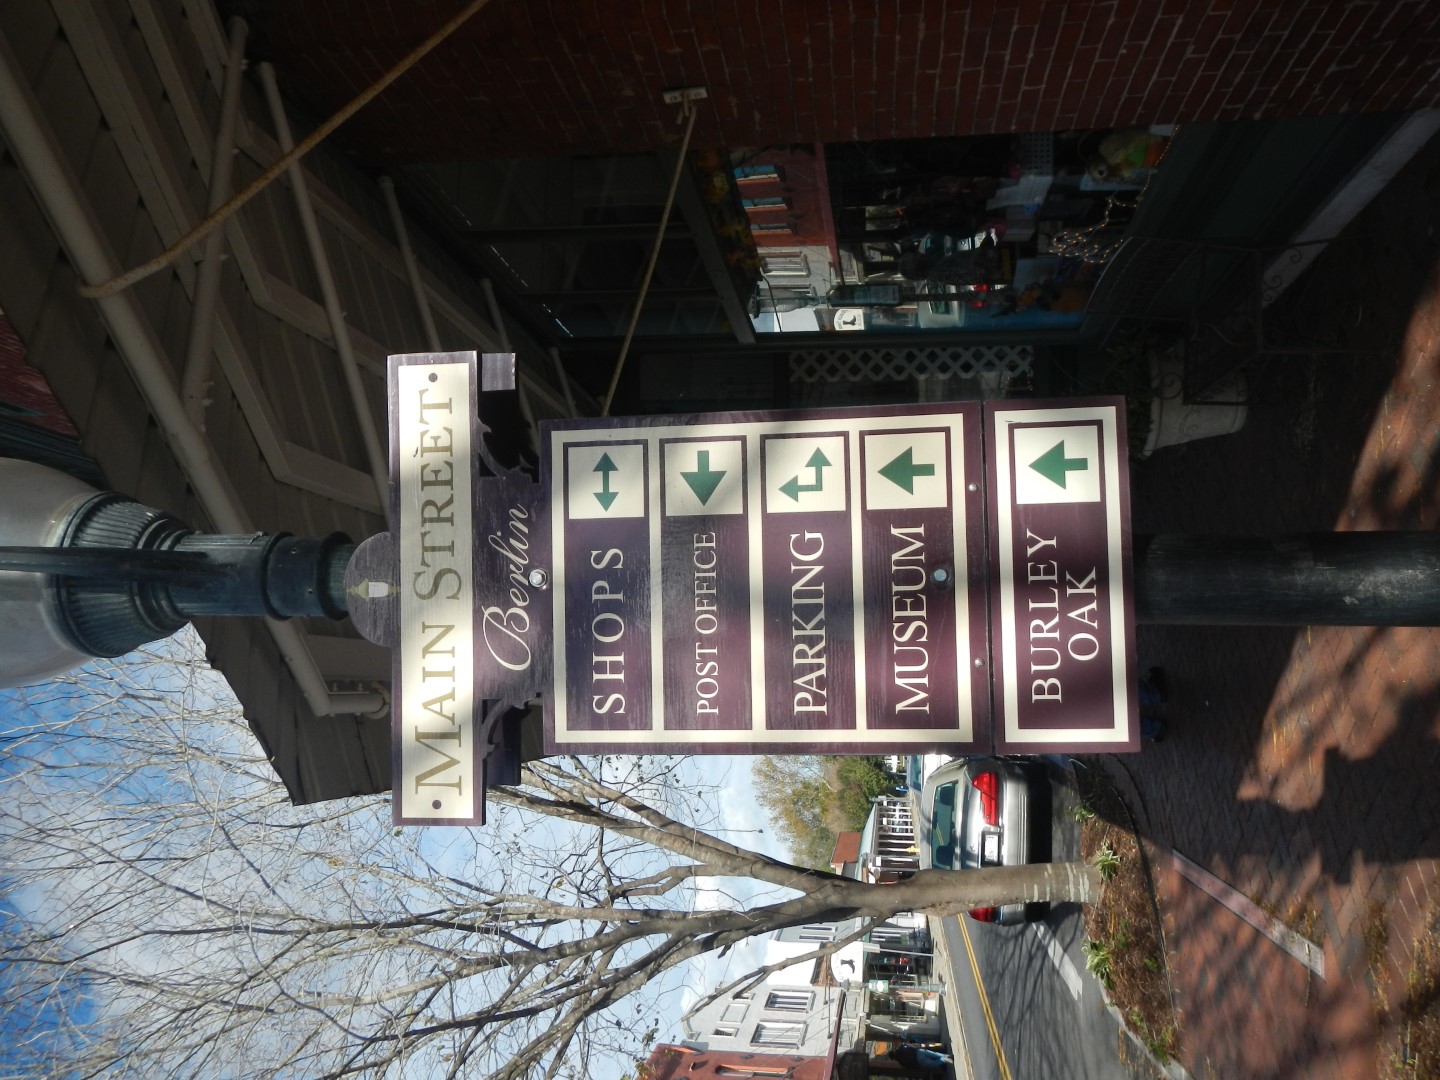 MAIN STREET
Berlin
SHOPS
POST OFFICE
PARKING
MUSEUM
BURLEY
OAK